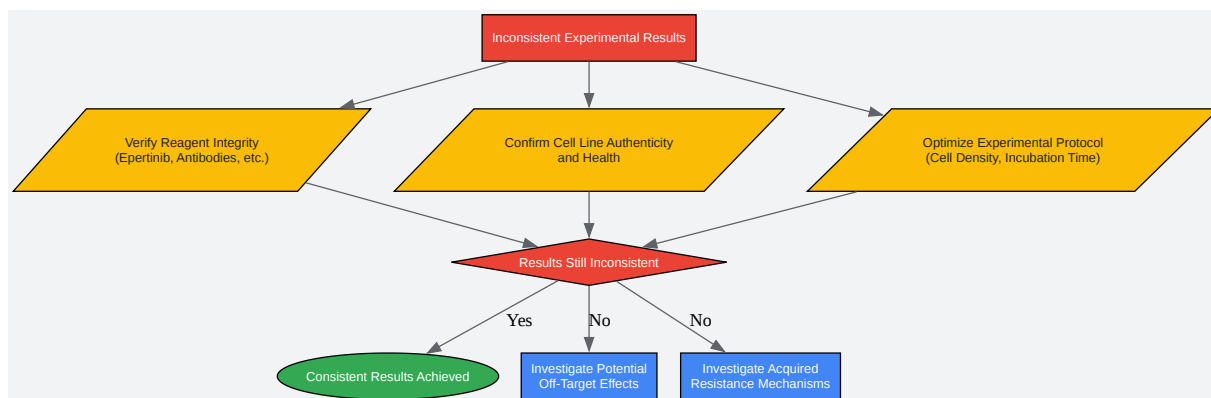 Inconsistent Experimental Results
Verify Reagent Integrity
(Epertinib, Antibodies, etc.)
Confirm Cell Line Authenticity
and Health
Optimize Experimental Protocol
(Cell Density, Incubation Time)
Results Still Inconsistent
Yes
No
No
Consistent Results Achieved
Investigate Potential
Off-Target Effects
Investigate Acquired
Resistance Mechanisms